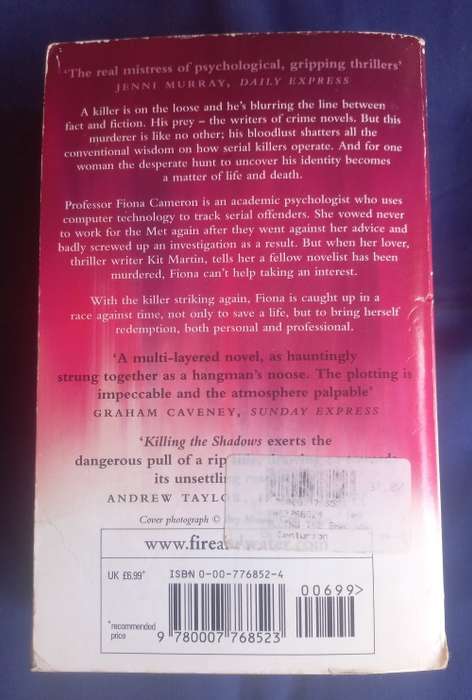 'The real mistress of psychological, gripping thrillers'
JENNI MURRAY, DAILY EXPRESS
A killer is on the loose and he's blurring the line between
fact and fiction. His prey – the writers of crime novels. But this
murderer is like no other; his bloodlust shatters all the
conventional wisdom on how serial killers operate. And for one
woman the desperate hunt to uncover his identity becomes
a matter of life and death.
Professor Fiona Cameron is an academic psychologist who uses
computer technology to track serial offenders. She vowed never
to work for the Met again after they went against her advice and
badly screwed up an investigation as a result. But when her lover,
thriller writer Kit Martin, tells her a fellow novelist has been
murdered, Fiona can't help taking an interest.
With the killer striking again, Fiona is caught up in a
race against time, not only to save a life, but to bring herself
redemption, both personal and professional.
'A multi-layered novel, as hauntingly
strung together as a hangman's noose. The plotting is
impeccable and the atmosphere palpable'
GRAHAM CAVENEY, SUNDAY EXPRESS
'Killing the Shadows exerts the
dangerous pull of a rip
its unsettli
ANDREW TAYLO
Cover photograph ©
Centurion
www.firea
UK £6.99*
ISBN 0-00-776852-4
00699>
*recommended
price
9 780007 768523